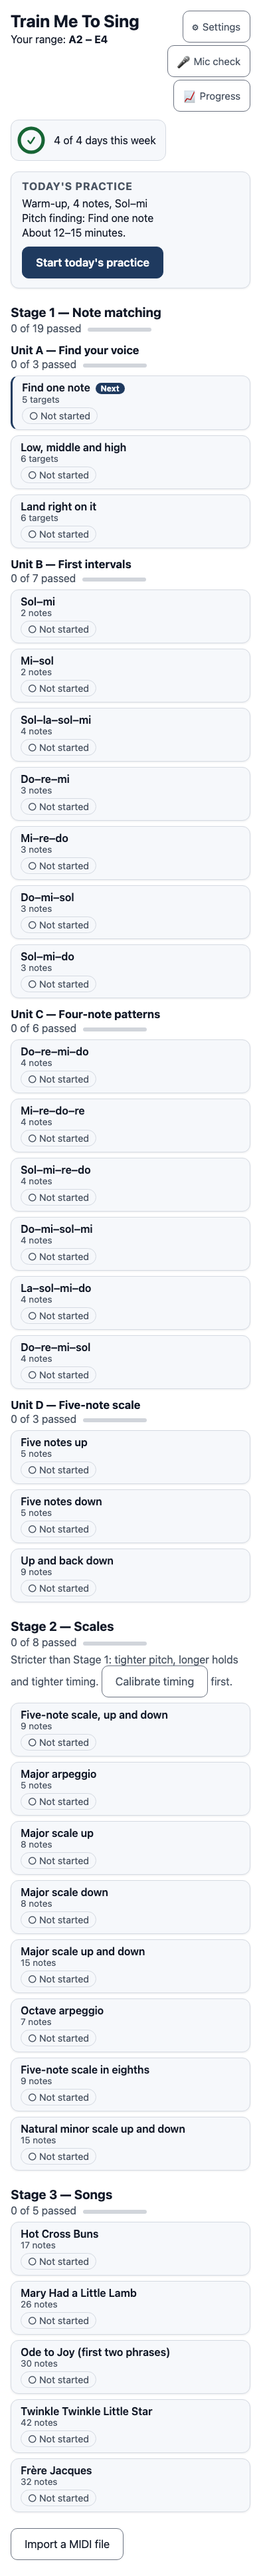 Train Me To Sing
Your range: A2 – E4
⚙ Settings
🎤 Mic check
📈 Progress
4 of 4 days this week
TODAY'S PRACTICE
Warm-up, 4 notes, Sol–mi
Pitch finding: Find one note
About 12–15 minutes.
Start today's practice
Stage 1 — Note matching
0 of 19 passed
Unit A — Find your voice
0 of 3 passed
Find one note Next
5 targets
Not started
Low, middle and high
6 targets
Not started
Land right on it
6 targets
Not started
Unit B — First intervals
0 of 7 passed
Sol–mi
2 notes
Not started
Mi–sol
2 notes
Not started
Sol–la–sol–mi
4 notes
Not started
Do–re–mi
3 notes
Not started
Mi–re–do
3 notes
Not started
Do–mi–sol
3 notes
Not started
Sol–mi–do
3 notes
Not started
Unit C — Four-note patterns
0 of 6 passed
Do–re–mi–do
4 notes
Not started
Mi–re–do–re
4 notes
Not started
Sol–mi–re–do
4 notes
Not started
Do–mi–sol–mi
4 notes
Not started
La–sol–mi–do
4 notes
Not started
Do–re–mi–sol
4 notes
Not started
Unit D — Five-note scale
0 of 3 passed
Five notes up
5 notes
Not started
Five notes down
5 notes
Not started
Up and back down
9 notes
Not started
Stage 2 — Scales
0 of 8 passed
Stricter than Stage 1: tighter pitch, longer holds
and tighter timing. Calibrate timing first.
Five-note scale, up and down
9 notes
Not started
Major arpeggio
5 notes
Not started
Major scale up
8 notes
Not started
Major scale down
8 notes
Not started
Major scale up and down
15 notes
Not started
Octave arpeggio
7 notes
Not started
Five-note scale in eighths
9 notes
Not started
Natural minor scale up and down
15 notes
Not started
Stage 3 — Songs
0 of 5 passed
Hot Cross Buns
17 notes
Not started
Mary Had a Little Lamb
26 notes
Not started
Ode to Joy (first two phrases)
30 notes
Not started
Twinkle Twinkle Little Star
42 notes
Not started
Frère Jacques
32 notes
Not started
Import a MIDI file